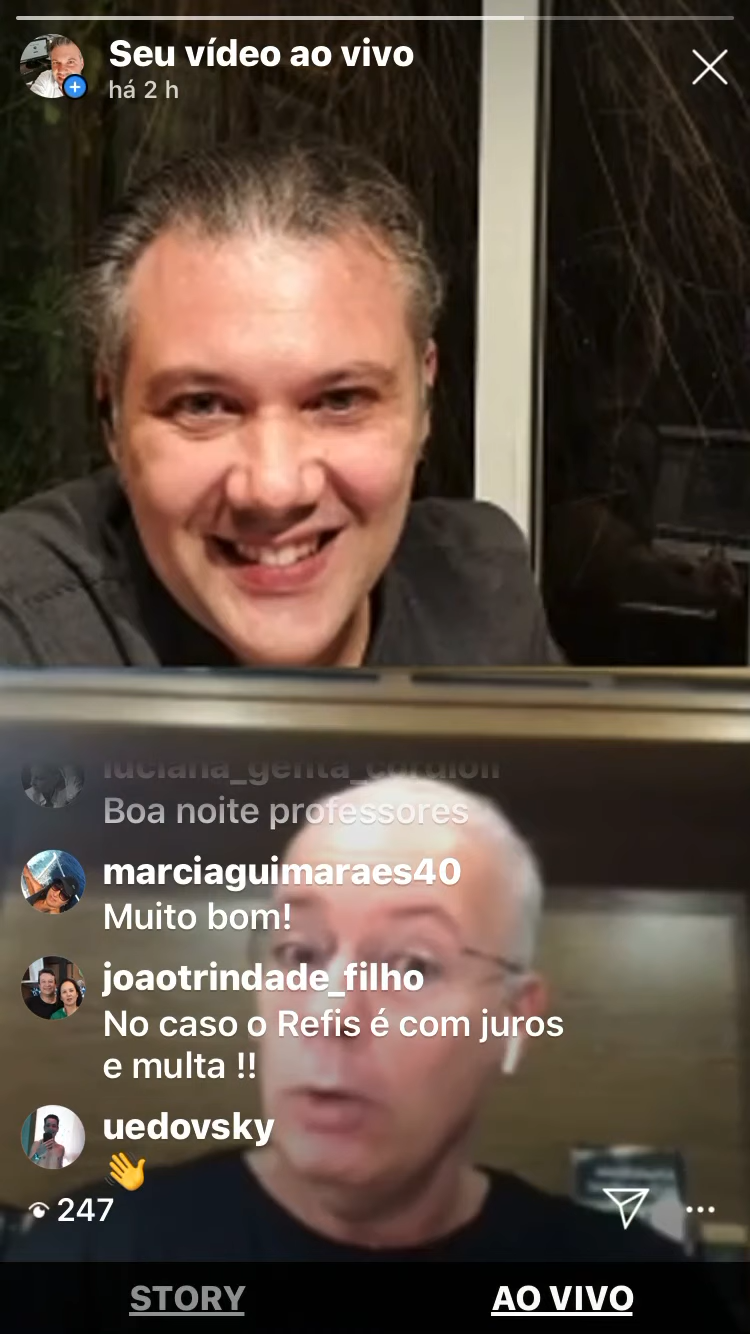 Seu vídeo ao vivo
há 2 h
luciana_genta_cordioli
Boa noite professores
marciaguimaraes40
Muito bom!
joaotrindade_filho
No caso o Refis é com juros
e multa !!
uedovsky
👋
247
STORY
AO VIVO